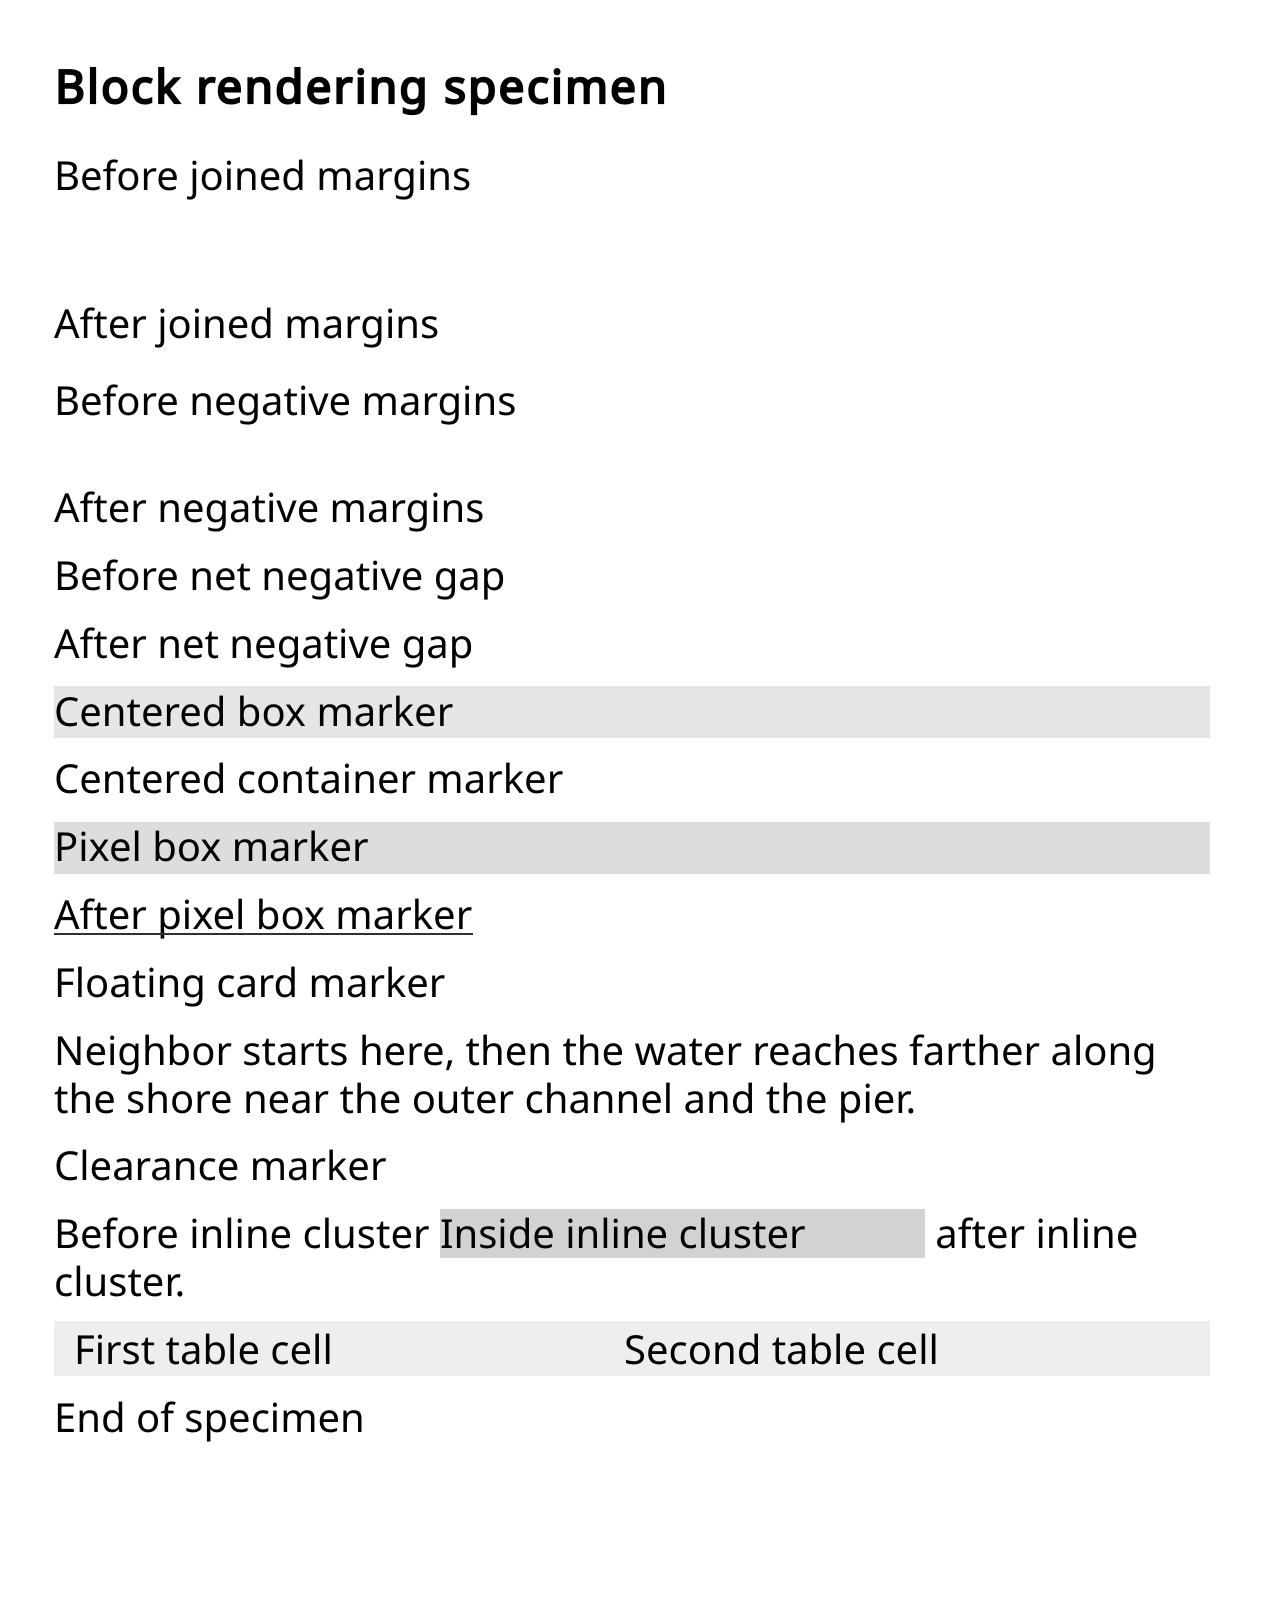 Block rendering specimen
Before joined margins
After joined margins
Before negative margins
After negative margins
Before net negative gap
After net negative gap
Centered box marker
Centered container marker
Pixel box marker
After pixel box marker
Floating card marker
Neighbor starts here, then the water reaches farther along
the shore near the outer channel and the pier.
Clearance marker
Before inline cluster Inside inline cluster after inline
cluster.
First table cell Second table cell
End of specimen